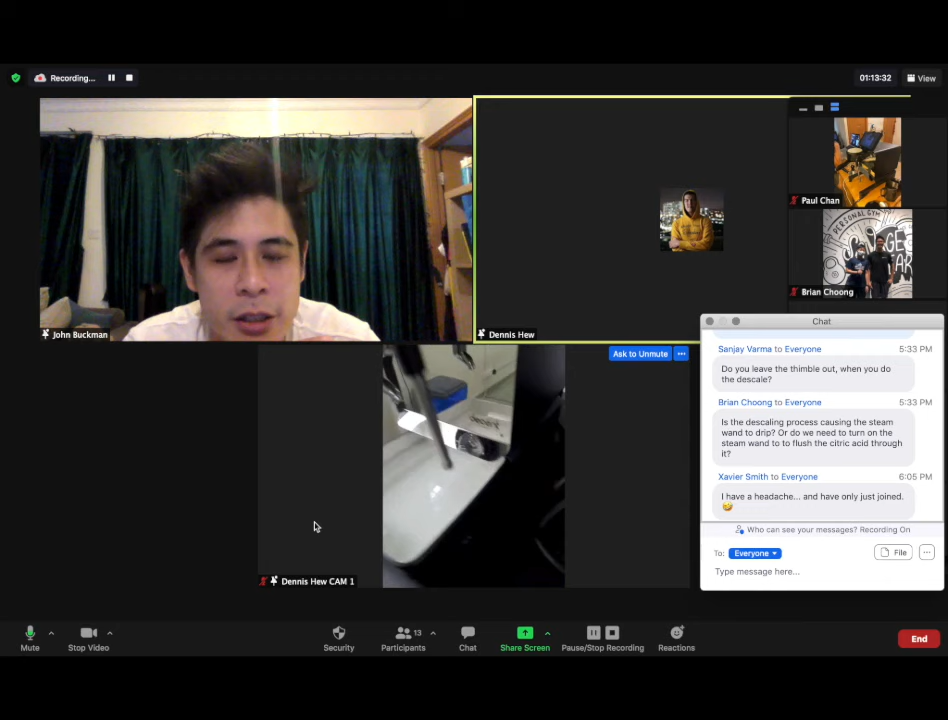 Recording...
01:13:32
View
John Buckman
Dennis Hew
Paul Chan
PERSONAL GYM
Brian Choong
Ask to Unmute
Dennis Hew CAM 1
Chat
Sanjay Varma to Everyone
5:33 PM
Do you leave the thimble out, when you do
the descale?
Brian Choong to Everyone
5:33 PM
Is the descaling process causing the steam
wand to drip? Or do we need to turn on the
steam wand to to flush the citric acid through
it?
Xavier Smith to Everyone
6:05 PM
I have a headache... and have only just joined.
Who can see your messages? Recording On
To:
Everyone
File
Type message here...
Mute
Stop Video
Security
13
Participants
Chat
Share Screen
Pause/Stop Recording
Reactions
End